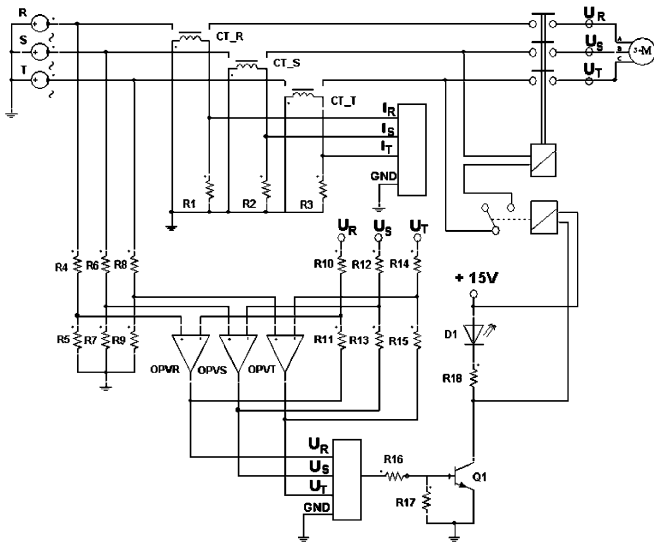 R
CT_R
U_R
S
CT_S
U_S
A
B
C
3~M
T
CT_T
U_T
I_R
I_S
I_T
GND
R1
R2
R3
U_R
U_S
U_T
R4
R6
R8
R10
R12
R14
+ 15V
R5
R7
R9
R11
R13
R15
D1
OPVR
OPVS
OPVT
R18
U_R
U_S
U_T
GND
R16
R17
Q1